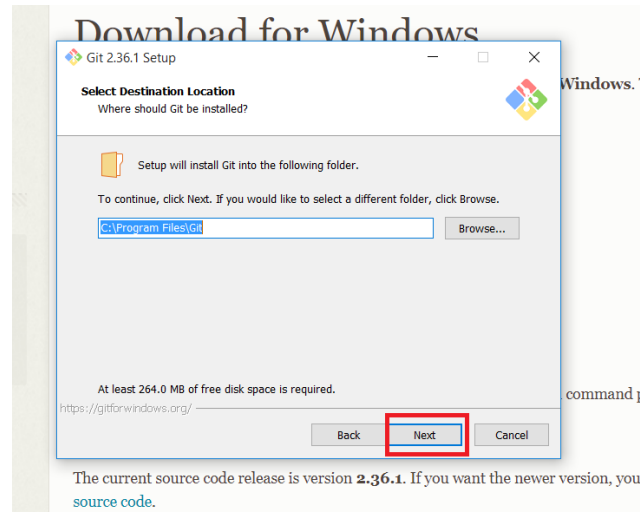 Download for Windows
Git 2.36.1 Setup
Select Destination Location
Where should Git be installed?
Windows.
Setup will install Git into the following folder.
To continue, click Next. If you would like to select a different folder, click Browse.
C:\Program Files\Git
Browse...
At least 264.0 MB of free disk space is required.
command p
https://gitforwindows.org/
Back
Next
Cancel
The current source code release is version 2.36.1. If you want the newer version, you
source code.